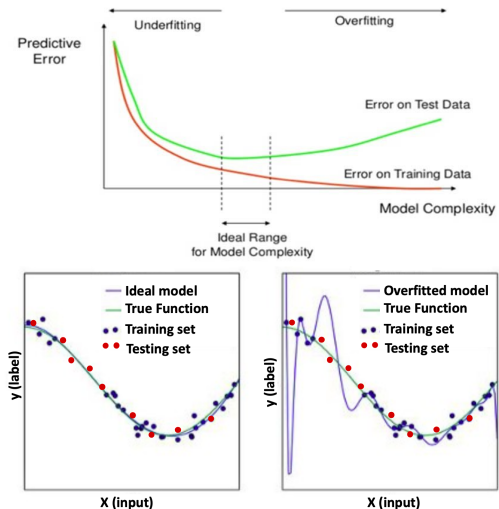 Underfitting
Overfitting
Predictive
Error
Error on Test Data
Error on Training Data
Model Complexity
Ideal Range
for Model Complexity
Ideal model
True Function
Training set
Testing set
y (label)
X (input)
Overfitted model
True Function
Training set
Testing set
y (label)
X (input)